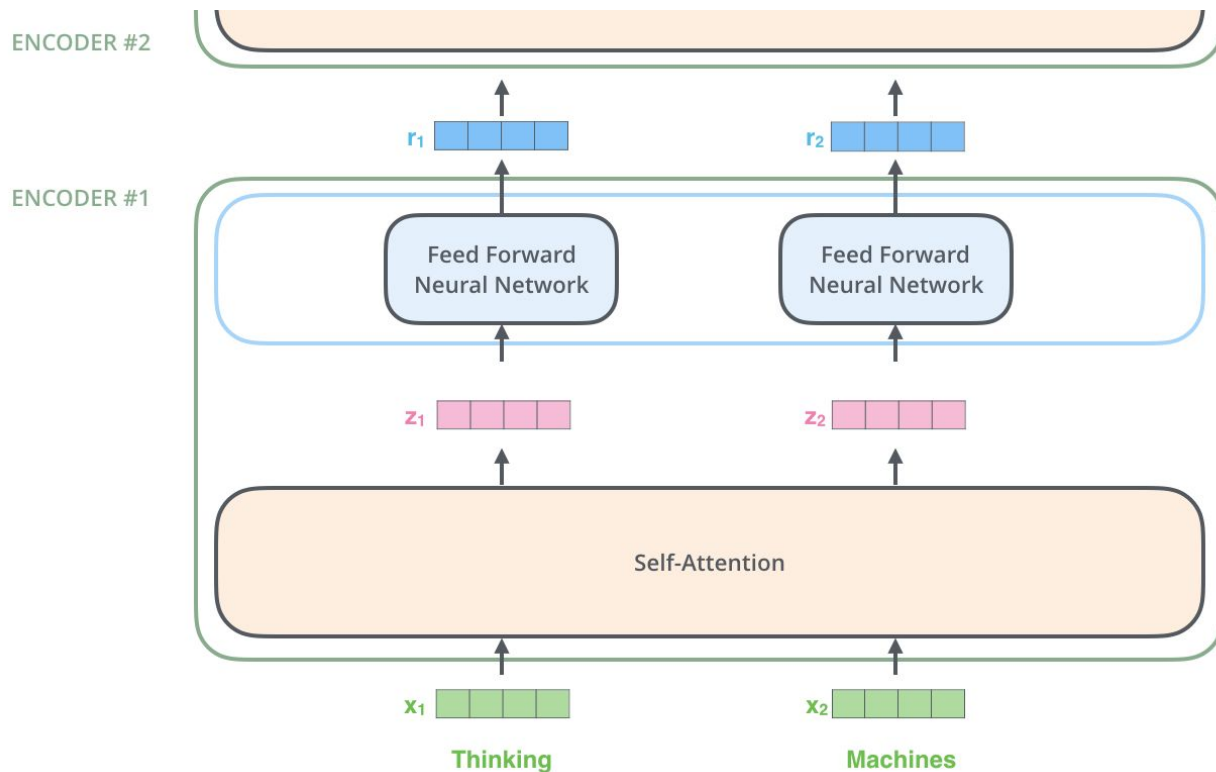 ENCODER #2
r₁
r₂
ENCODER #1
Feed Forward
Neural Network
Feed Forward
Neural Network
z₁
z₂
Self-Attention
x₁
x₂
Thinking
Machines